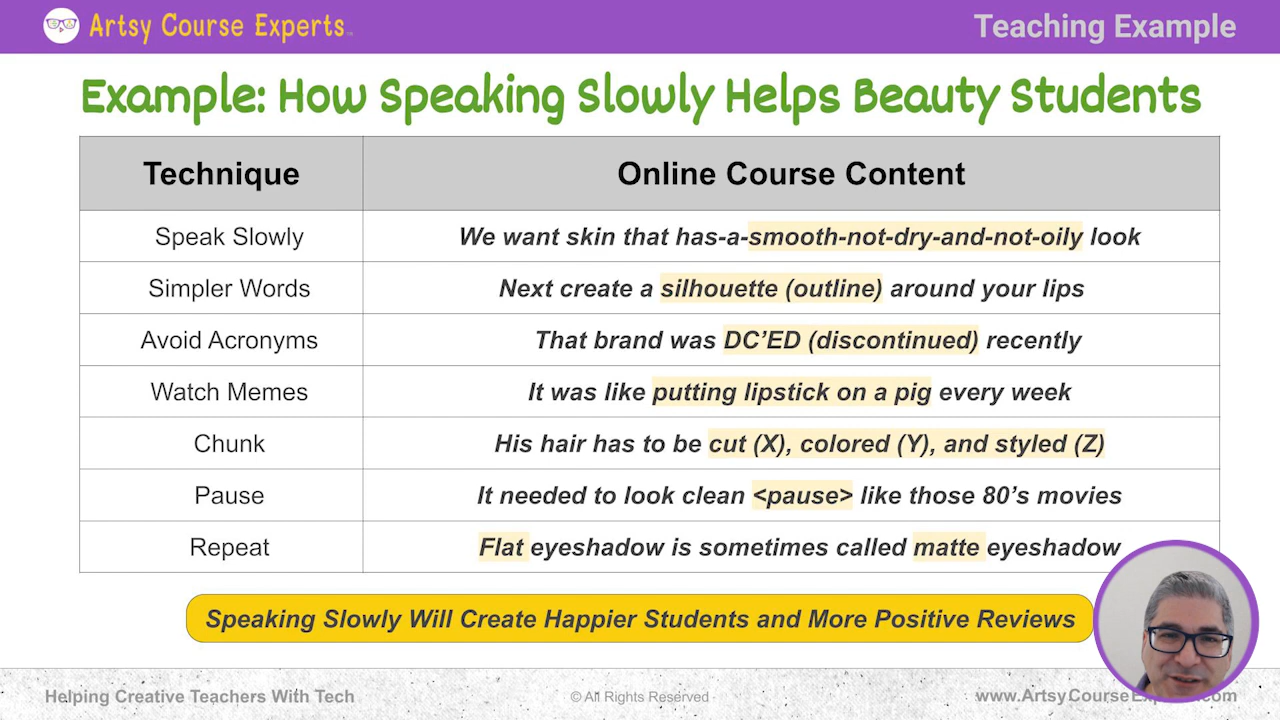 Artsy Course Experts
Teaching Example
Example: How Speaking Slowly Helps Beauty Students
Technique
Online Course Content
Speak Slowly
We want skin that has-a-smooth-not-dry-and-not-oily look
Simpler Words
Next create a silhouette (outline) around your lips
Avoid Acronyms
That brand was DC’ED (discontinued) recently
Watch Memes
It was like putting lipstick on a pig every week
Chunk
His hair has to be cut (X), colored (Y), and styled (Z)
Pause
It needed to look clean <pause> like those 80’s movies
Repeat
Flat eyeshadow is sometimes called matte eyeshadow
Speaking Slowly Will Create Happier Students and More Positive Reviews
Helping Creative Teachers With Tech
© All Rights Reserved
www.ArtsyCourseExperts.com